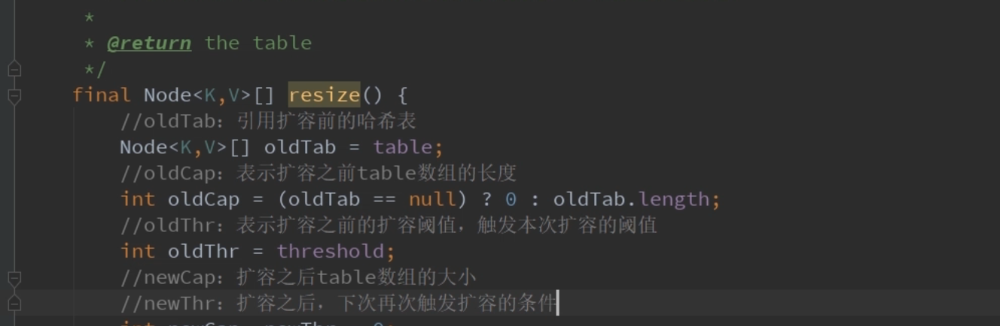 *
* @return the table
*/
final Node<K,V>[] resize() {
//oldTab：引用扩容前的哈希表
Node<K,V>[] oldTab = table;
//oldCap：表示扩容之前table数组的长度
int oldCap = (oldTab == null) ? 0 : oldTab.length;
//oldThr：表示扩容之前的扩容阈值，触发本次扩容的阈值
int oldThr = threshold;
//newCap：扩容之后table数组的大小
//newThr：扩容之后，下次再次触发扩容的条件